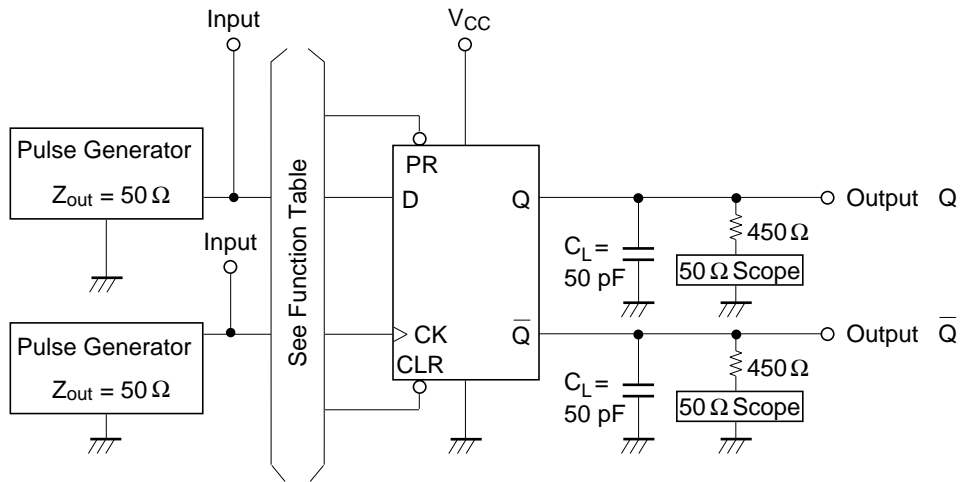 Input
VCC
Pulse Generator
Zout = 50 Ω
Input
Pulse Generator
Zout = 50 Ω
See Function Table
PR
D
Q
CK
Q̅
CLR
CL =
50 pF
450 Ω
50 Ω Scope
Output Q
CL =
50 pF
450 Ω
50 Ω Scope
Output Q̅